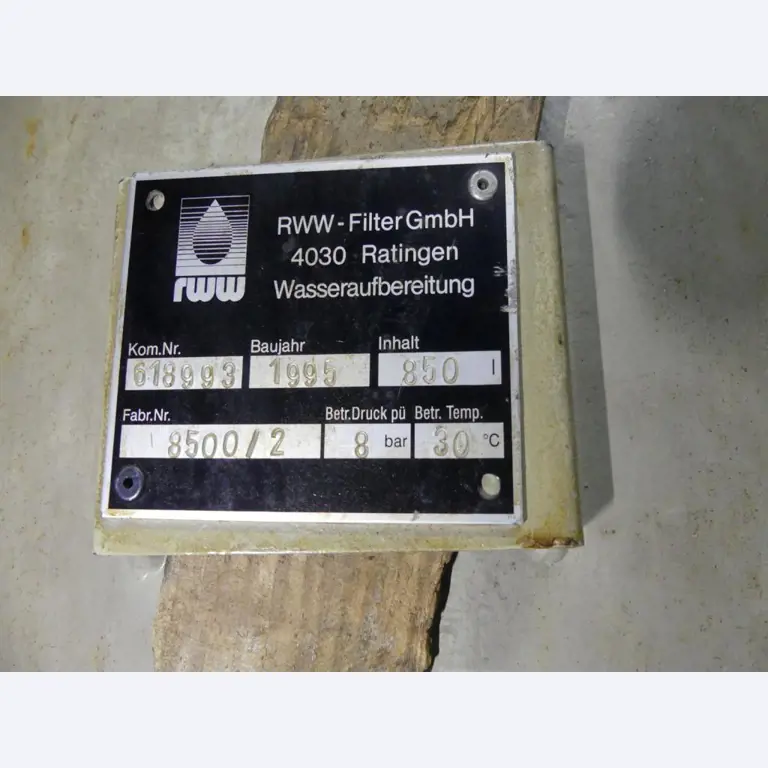 rww
RWW-Filter GmbH
4030 Ratingen
Wasseraufbereitung
Kom.Nr. Baujahr Inhalt
618993 1995 850 l
Fabr.Nr. Betr.Druck pü Betr. Temp.
8500/2 8 bar 30 °C